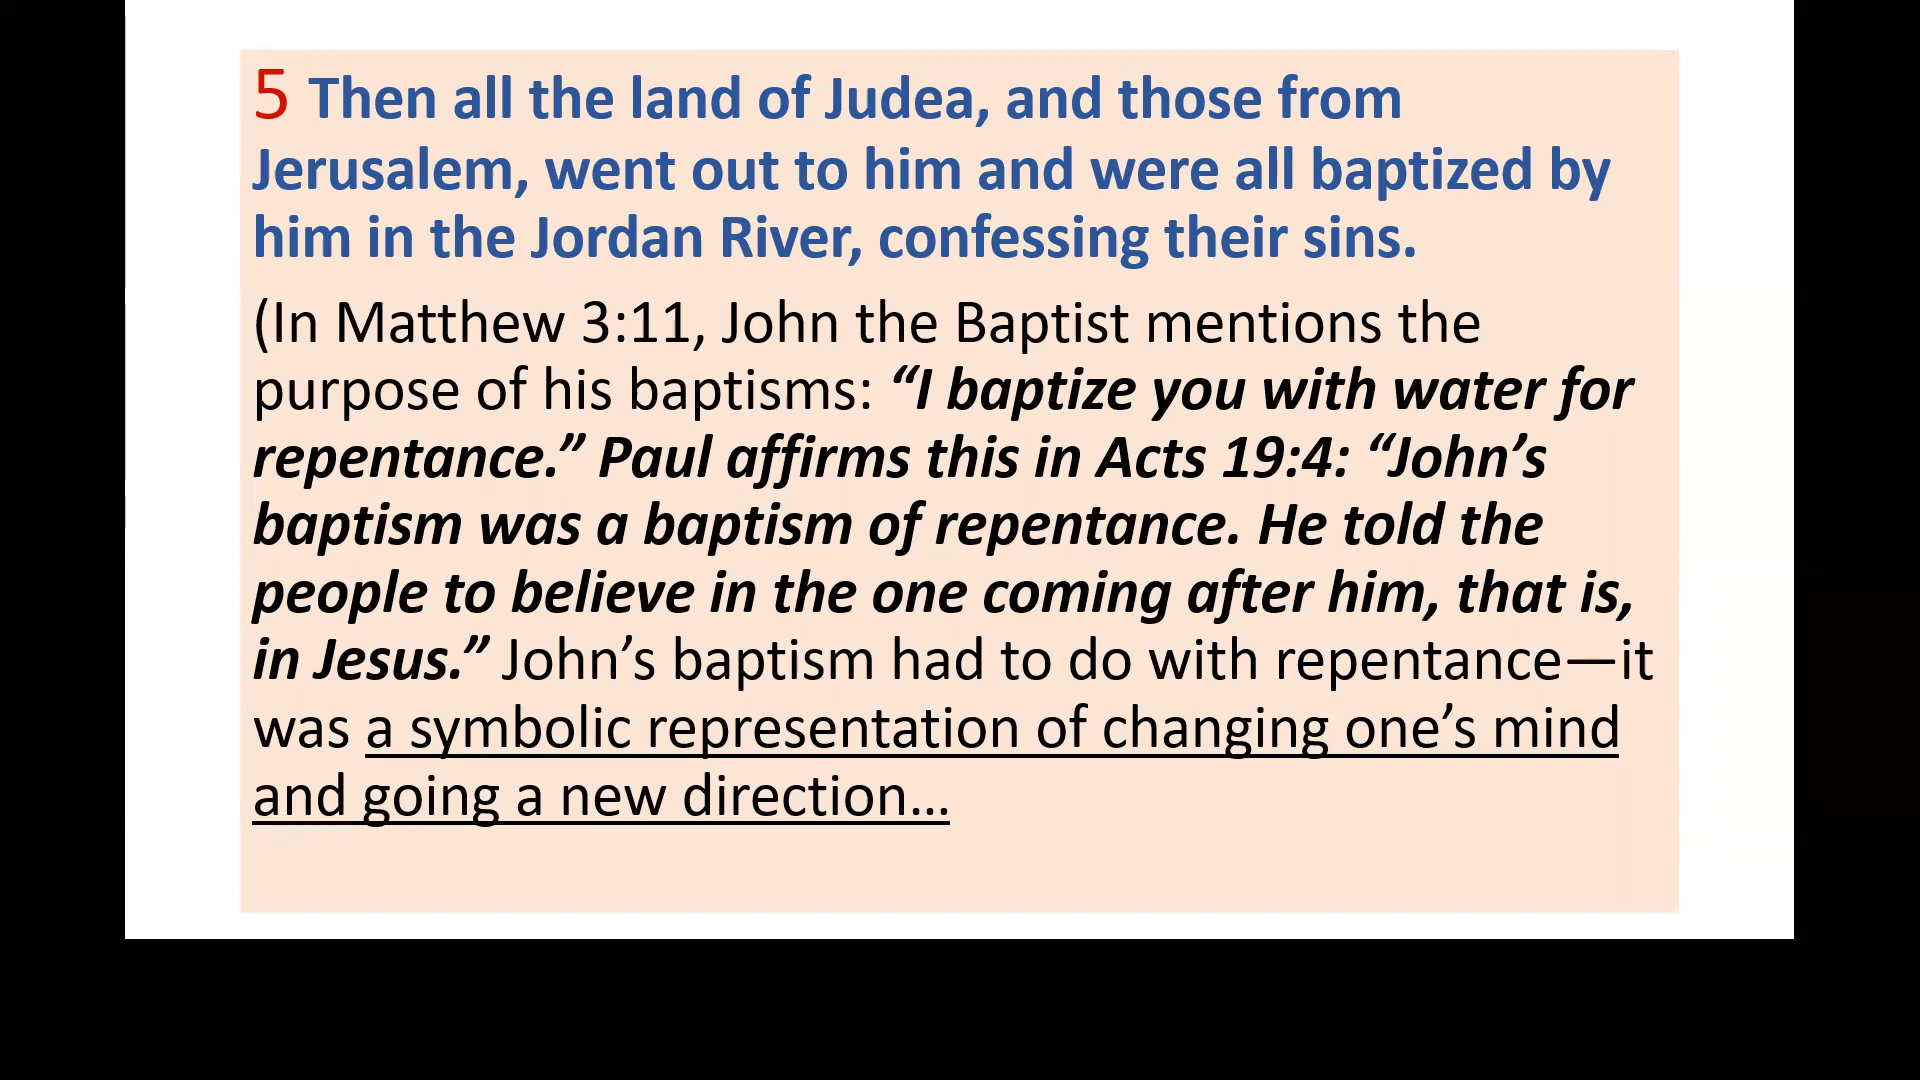 5 Then all the land of Judea, and those from
Jerusalem, went out to him and were all baptized by
him in the Jordan River, confessing their sins.
(In Matthew 3:11, John the Baptist mentions the
purpose of his baptisms: “I baptize you with water for
repentance.” Paul affirms this in Acts 19:4: “John’s
baptism was a baptism of repentance. He told the
people to believe in the one coming after him, that is,
in Jesus.” John’s baptism had to do with repentance—it
was a symbolic representation of changing one’s mind
and going a new direction…